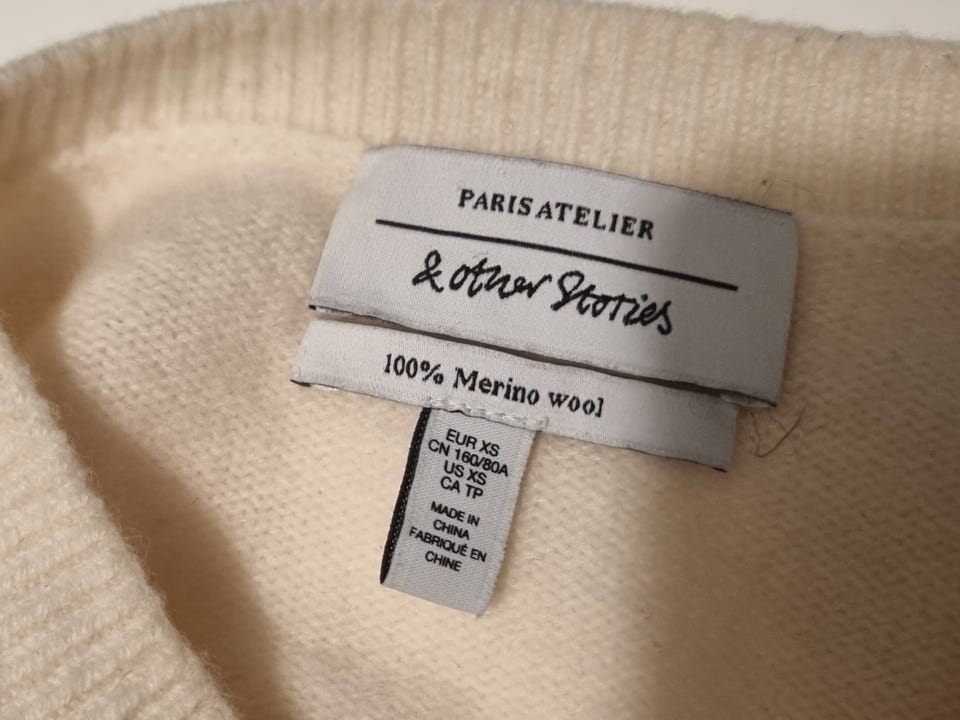 PARIS ATELIER
& other Stories
100% Merino wool
EUR XS
CN 160/80A
US XS
CA TP
MADE IN
CHINA
FABRIQUÉ EN
CHINE